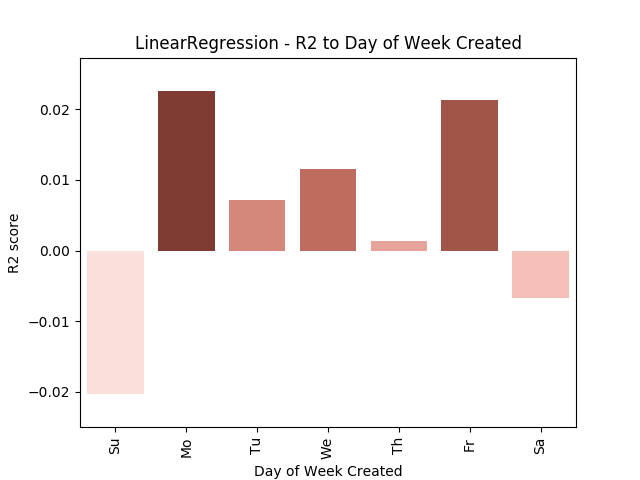 LinearRegression - R2 to Day of Week Created
R2 score
0.02
0.01
0.00
−0.01
−0.02
Su Mo Tu We Th Fr Sa
Day of Week Created